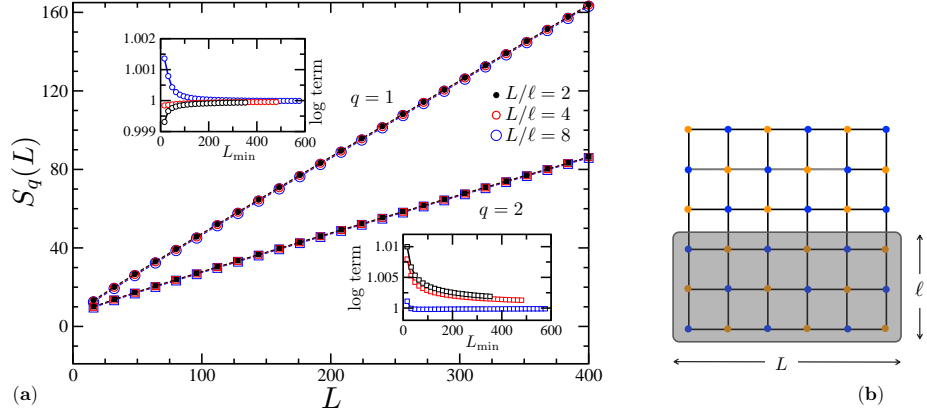 160
120
80
40
0
S_q(L)
0
100
200
300
400
L
1.002
1.001
1
0.999
0
200
400
600
L_min
log term
q = 1
L/ℓ = 2
L/ℓ = 4
L/ℓ = 8
q = 2
1.01
1.005
1
0
200
400
600
L_min
log term
(a)
ℓ
L
(b)